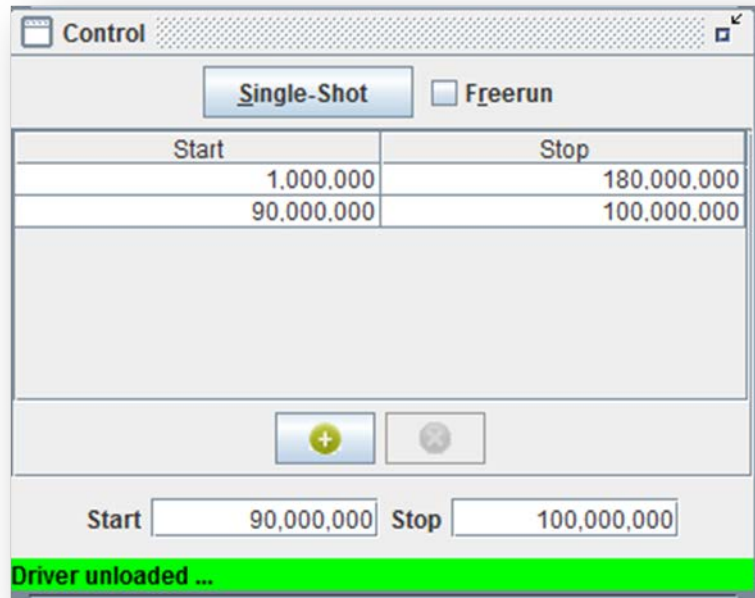 Control
Single-Shot Freerun
Start Stop
1,000,000 180,000,000
90,000,000 100,000,000
Start 90,000,000 Stop 100,000,000
Driver unloaded ...